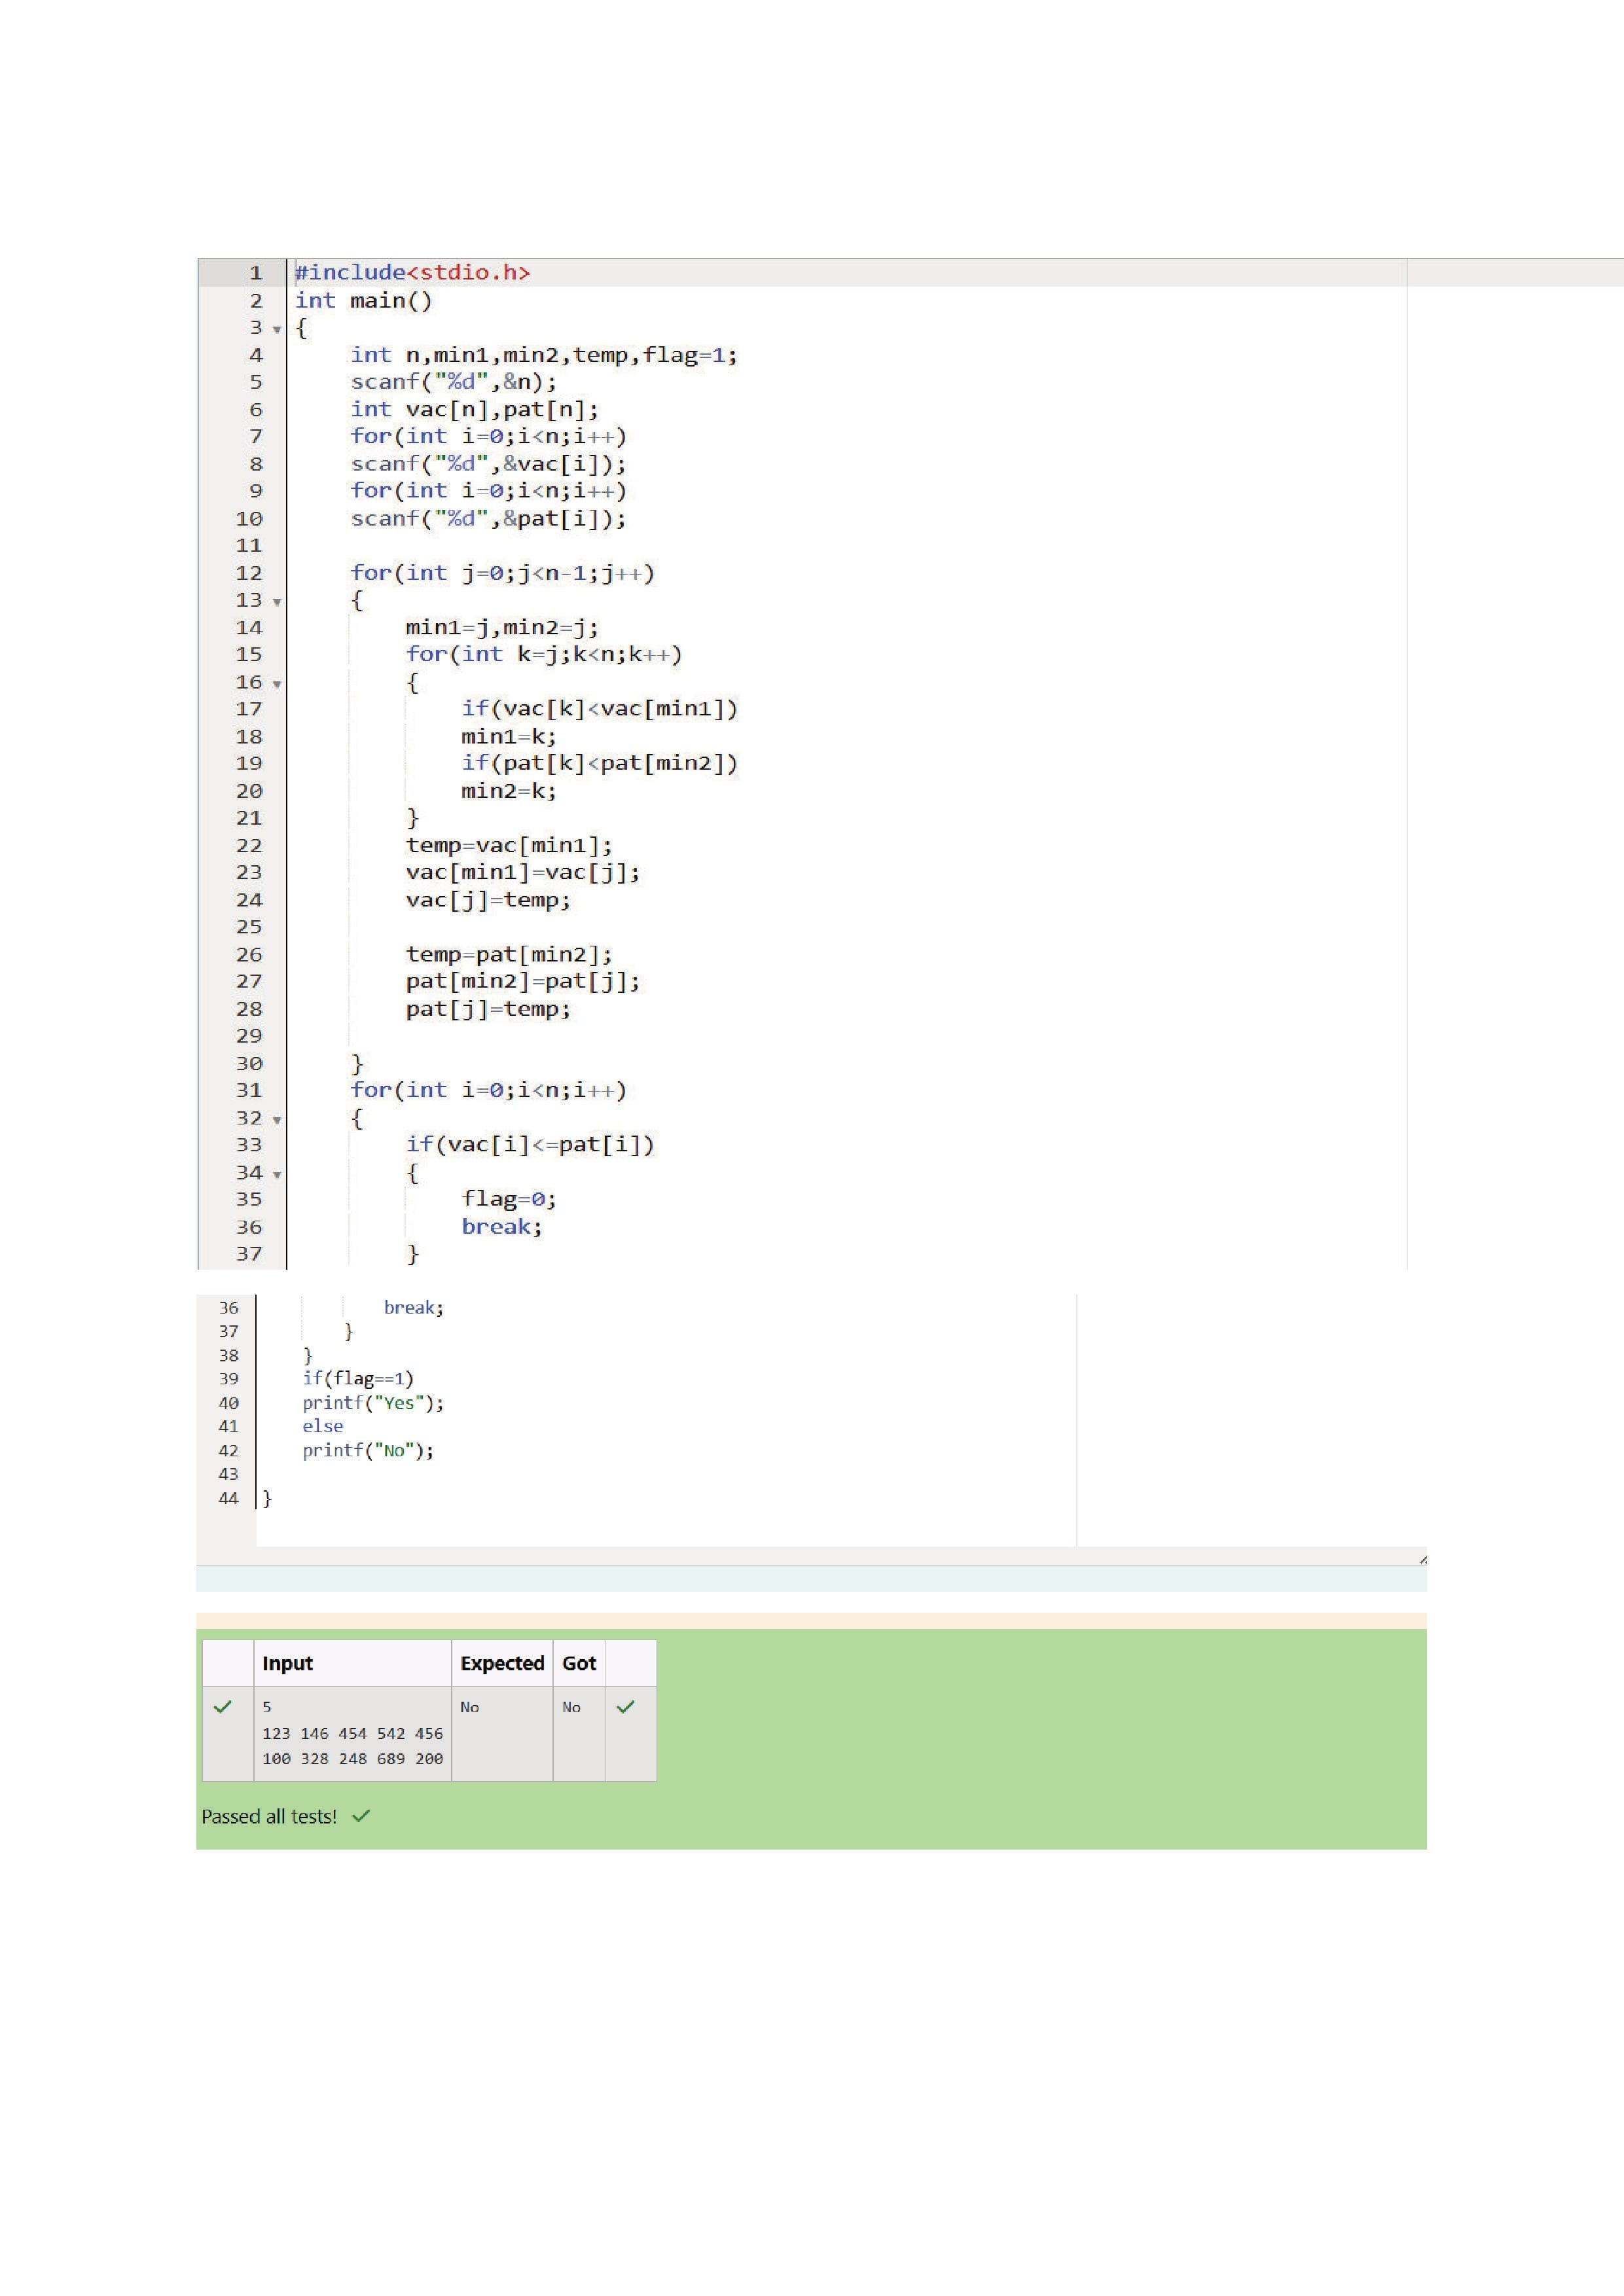 1 #include<stdio.h>
2 int main()
3 {
4 int n,min1,min2,temp,flag=1;
5 scanf("%d",&n);
6 int vac[n],pat[n];
7 for(int i=0;i<n;i++)
8 scanf("%d",&vac[i]);
9 for(int i=0;i<n;i++)
10 scanf("%d",&pat[i]);
11
12 for(int j=0;j<n-1;j++)
13 {
14 min1=j,min2=j;
15 for(int k=j;k<n;k++)
16 {
17 if(vac[k]<vac[min1])
18 min1=k;
19 if(pat[k]<pat[min2])
20 min2=k;
21 }
22 temp=vac[min1];
23 vac[min1]=vac[j];
24 vac[j]=temp;
25
26 temp=pat[min2];
27 pat[min2]=pat[j];
28 pat[j]=temp;
29
30 }
31 for(int i=0;i<n;i++)
32 {
33 if(vac[i]<=pat[i])
34 {
35 flag=0;
36 break;
37 }
36 break;
37 }
38 }
39 if(flag==1)
40 printf("Yes");
41 else
42 printf("No");
43
44 }
Input Expected Got
5 No No
123 146 454 542 456
100 328 248 689 200
Passed all tests!